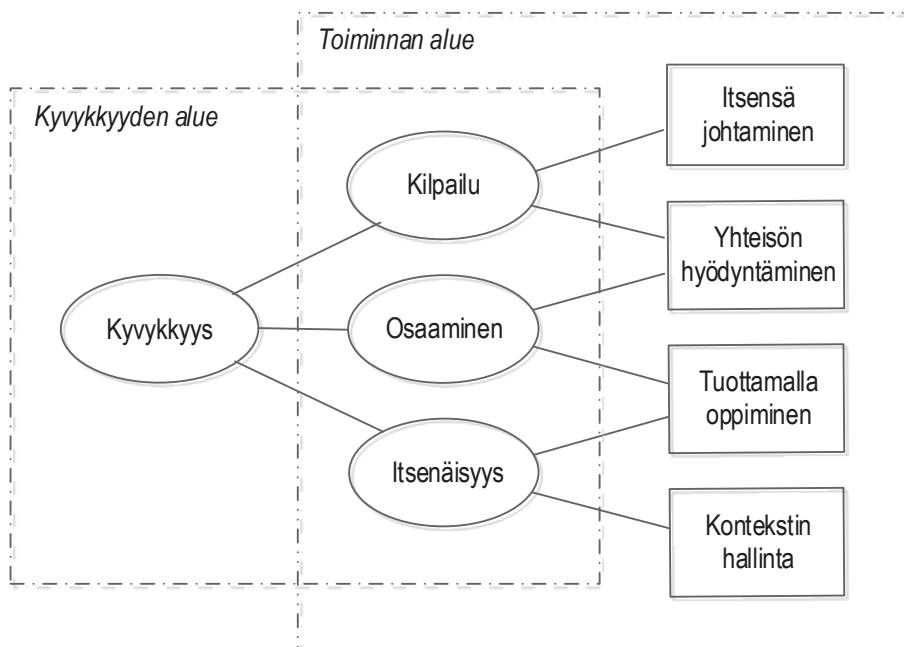 Toiminnan alue
Kyvykkyyden alue
Itsensä
johtaminen
Kilpailu
Yhteisön
hyödyntäminen
Kyvykkyys
Osaaminen
Tuottamalla
oppiminen
Itsenäisyys
Kontekstin
hallinta